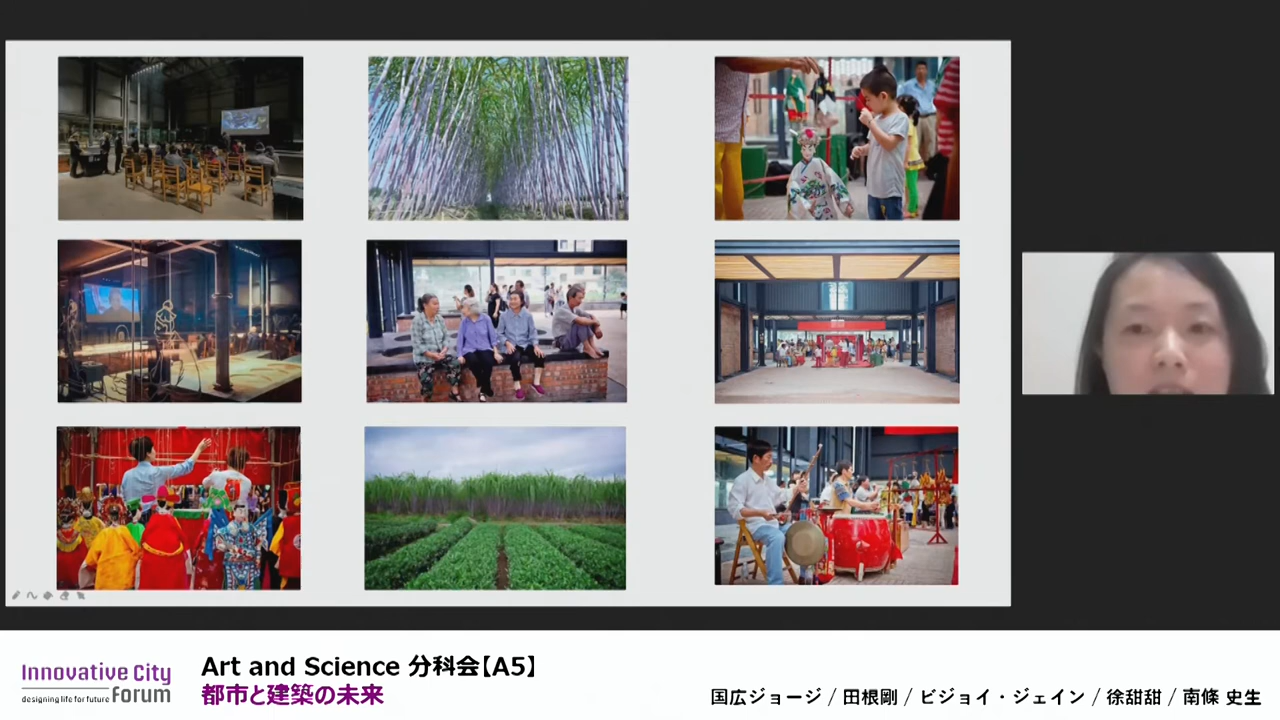 Innovative City
designing life for future Forum
Art and Science 分科会【A5】
都市と建築の未来
国広ジョージ / 田根剛 / ビジョイ・ジェイン / 徐甜甜 / 南條 史生